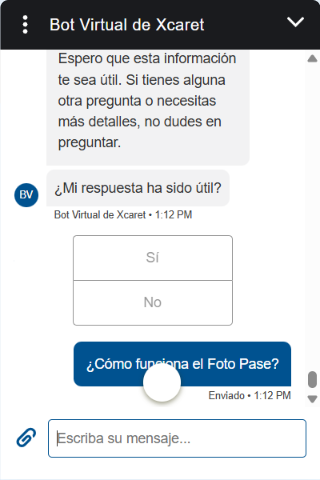 Bot Virtual de Xcaret
Espero que esta información
te sea útil. Si tienes alguna
otra pregunta o necesitas
más detalles, no dudes en
preguntar.
BV
¿Mi respuesta ha sido útil?
Bot Virtual de Xcaret • 1:12 PM
Sí
No
¿Cómo funciona el Foto Pase?
Enviado • 1:12 PM
Escriba su mensaje...